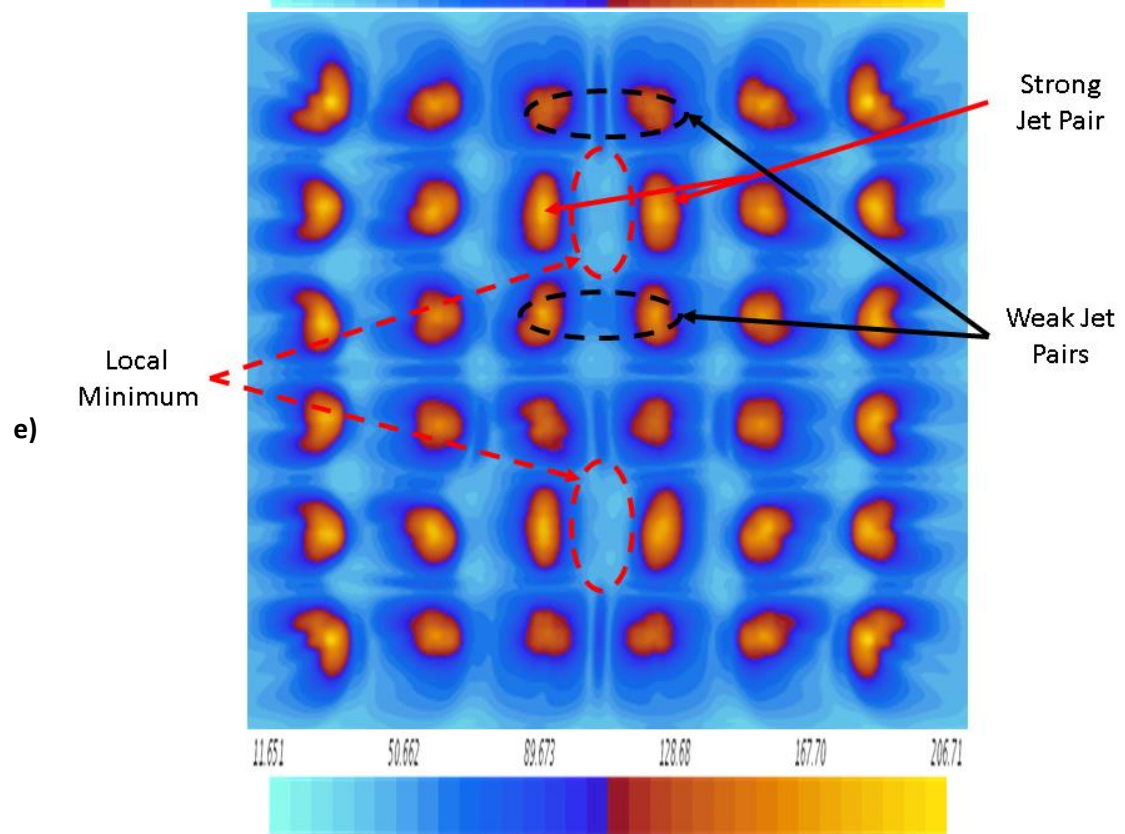 Strong
Jet Pair
Weak Jet
Pairs
Local
Minimum
e)
11.651 50.662 89.673 128.68 167.70 206.71